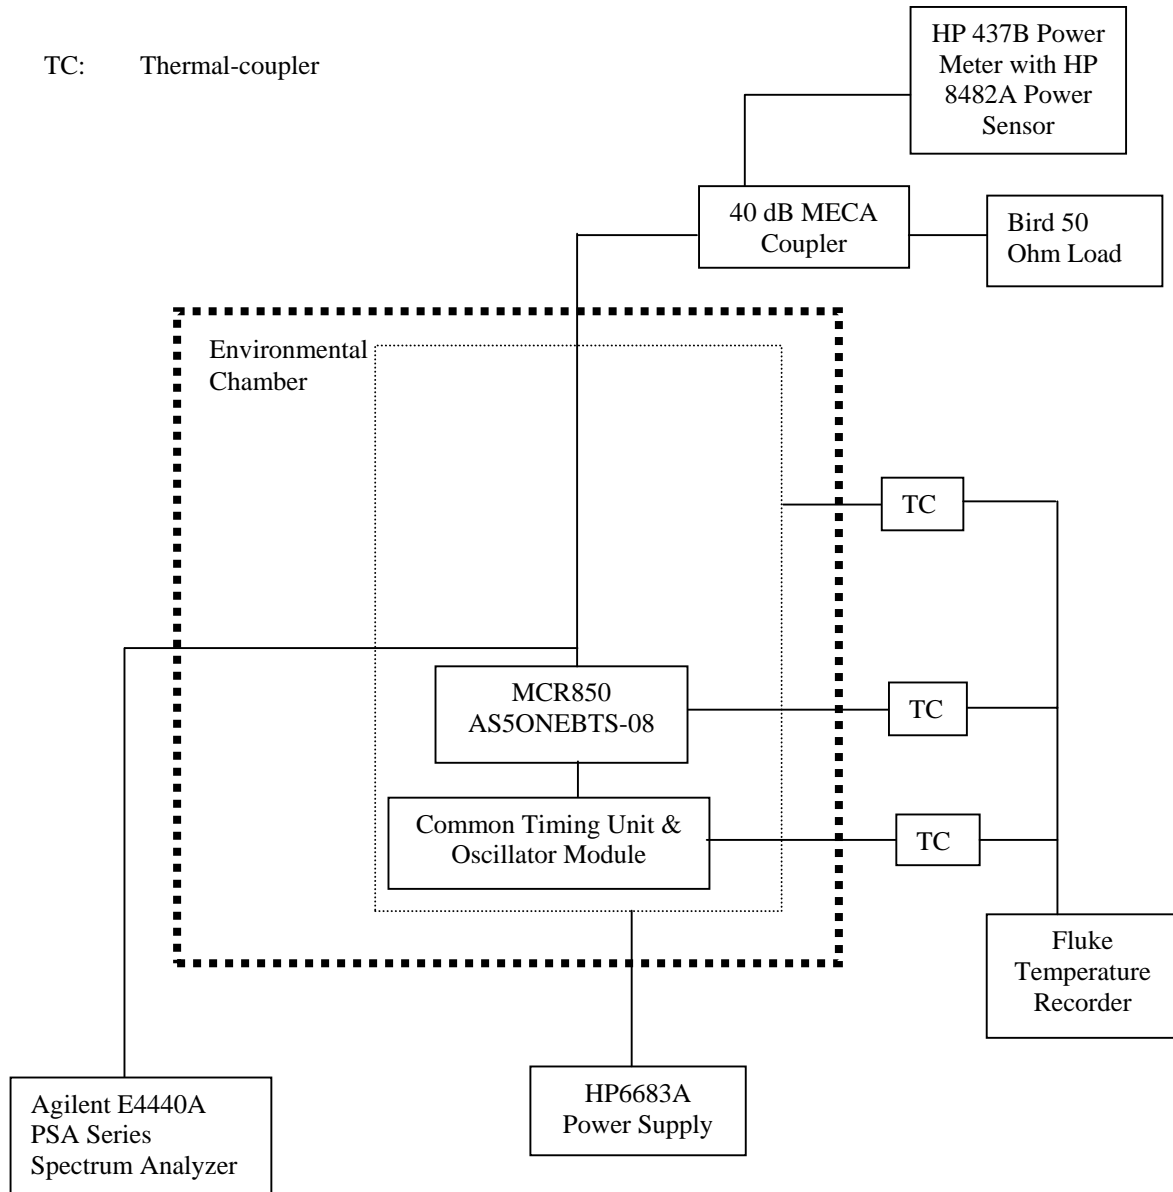 TC: Thermal-coupler
HP 437B Power
Meter with HP
8482A Power
Sensor
40 dB MECA
Coupler
Bird 50
Ohm Load
Environmental
Chamber
TC
MCR850
AS5ONEBTS-08
TC
Common Timing Unit &
Oscillator Module
TC
Fluke
Temperature
Recorder
HP6683A
Power Supply
Agilent E4440A
PSA Series
Spectrum Analyzer